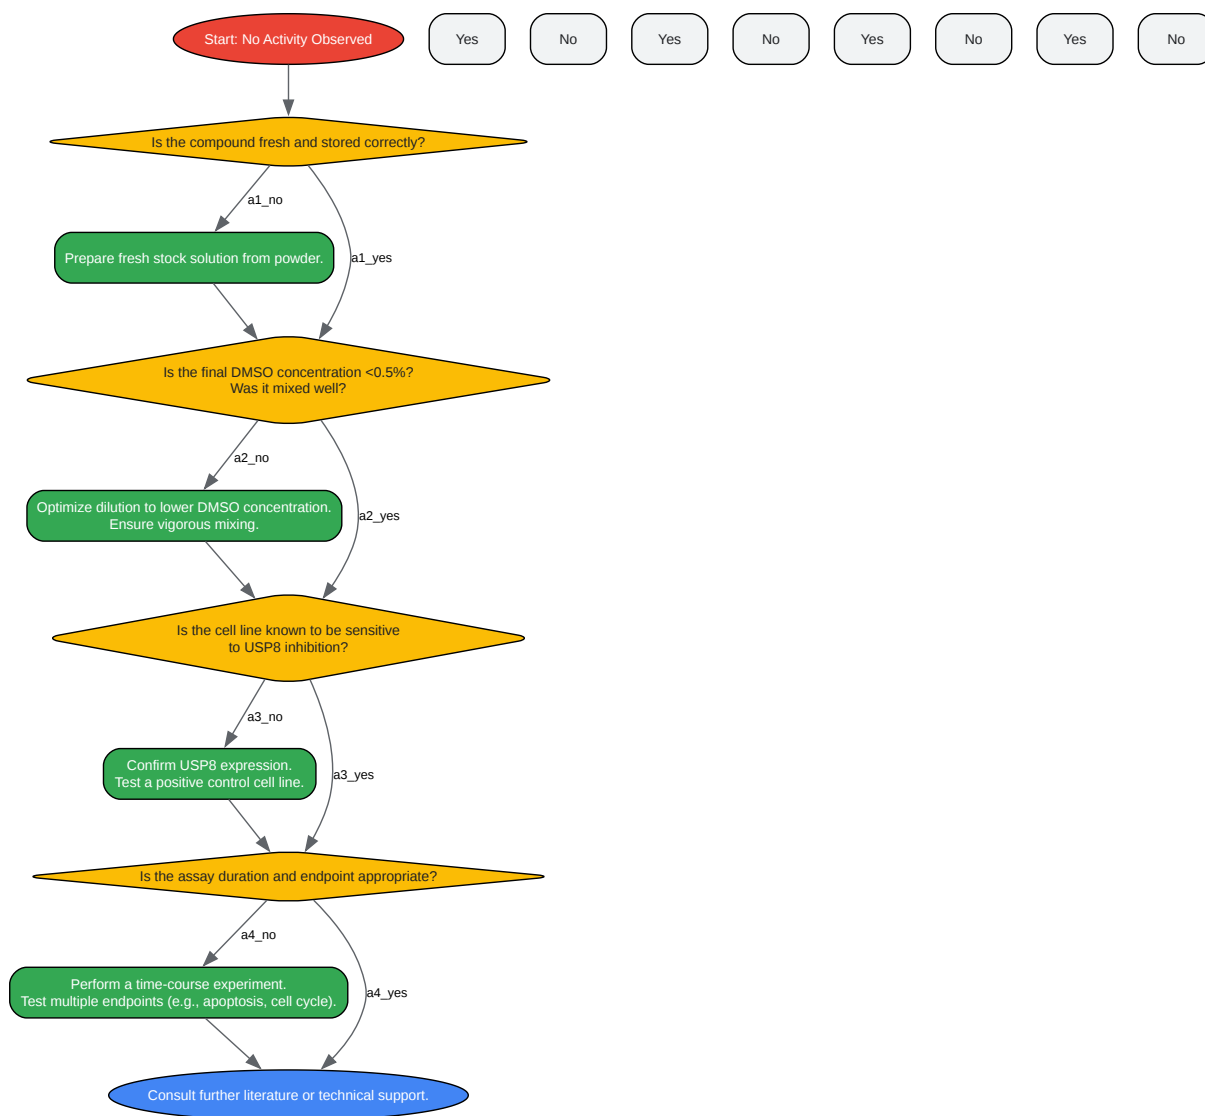 Start: No Activity Observed
Yes
No
Yes
No
Yes
No
Yes
No
Is the compound fresh and stored correctly?
a1_no
Prepare fresh stock solution from powder.
a1_yes
Is the final DMSO concentration <0.5%?
Was it mixed well?
a2_no
Optimize dilution to lower DMSO concentration.
Ensure vigorous mixing.
a2_yes
Is the cell line known to be sensitive
to USP8 inhibition?
a3_no
Confirm USP8 expression.
Test a positive control cell line.
a3_yes
Is the assay duration and endpoint appropriate?
a4_no
Perform a time-course experiment.
Test multiple endpoints (e.g., apoptosis, cell cycle).
a4_yes
Consult further literature or technical support.